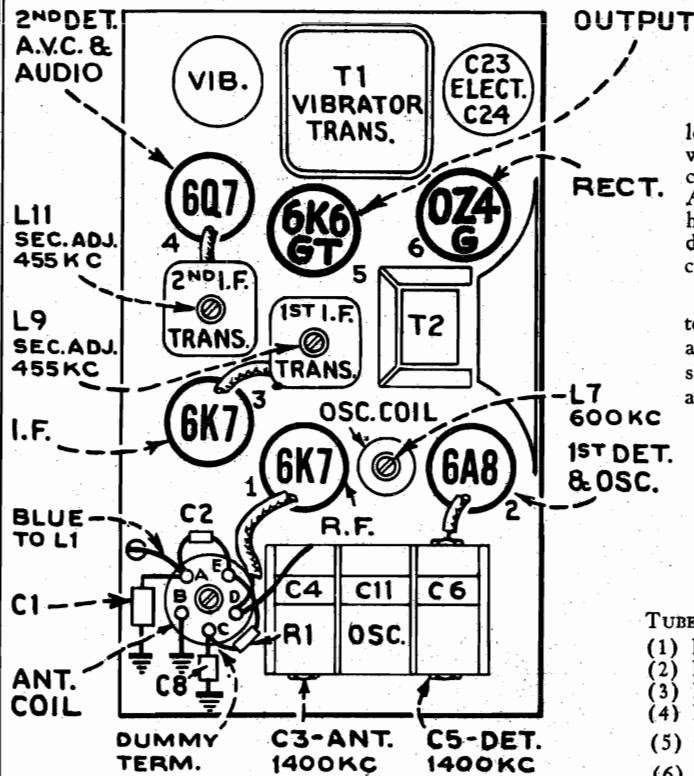 2ND DET.
A.V.C. &
AUDIO
OUTPUT
VIB.
T1
VIBRATOR
TRANS.
C23
ELECT.
C24
6Q7
4
6K6
GT
5
OZ4
G
6
RECT.
L11
SEC. ADJ.
455 KC
2ND I.F.
TRANS.
1ST I.F.
TRANS.
T2
L9
SEC. ADJ.
455KC
6K7
3
OSC. COIL
L7
600 KC
I.F.
6K7
1
6A8
2
1ST DET.
& OSC.
R.F.
BLUE
TO L1
C2
A
E
B
D
C
C1
C4
C11
C6
OSC.
R1
C8
ANT.
COIL
DUMMY
TERM.
C3-ANT.
1400KC
C5-DET.
1400KC
TUBE
(1)
(2)
(3)
(4)
(5)
(6)